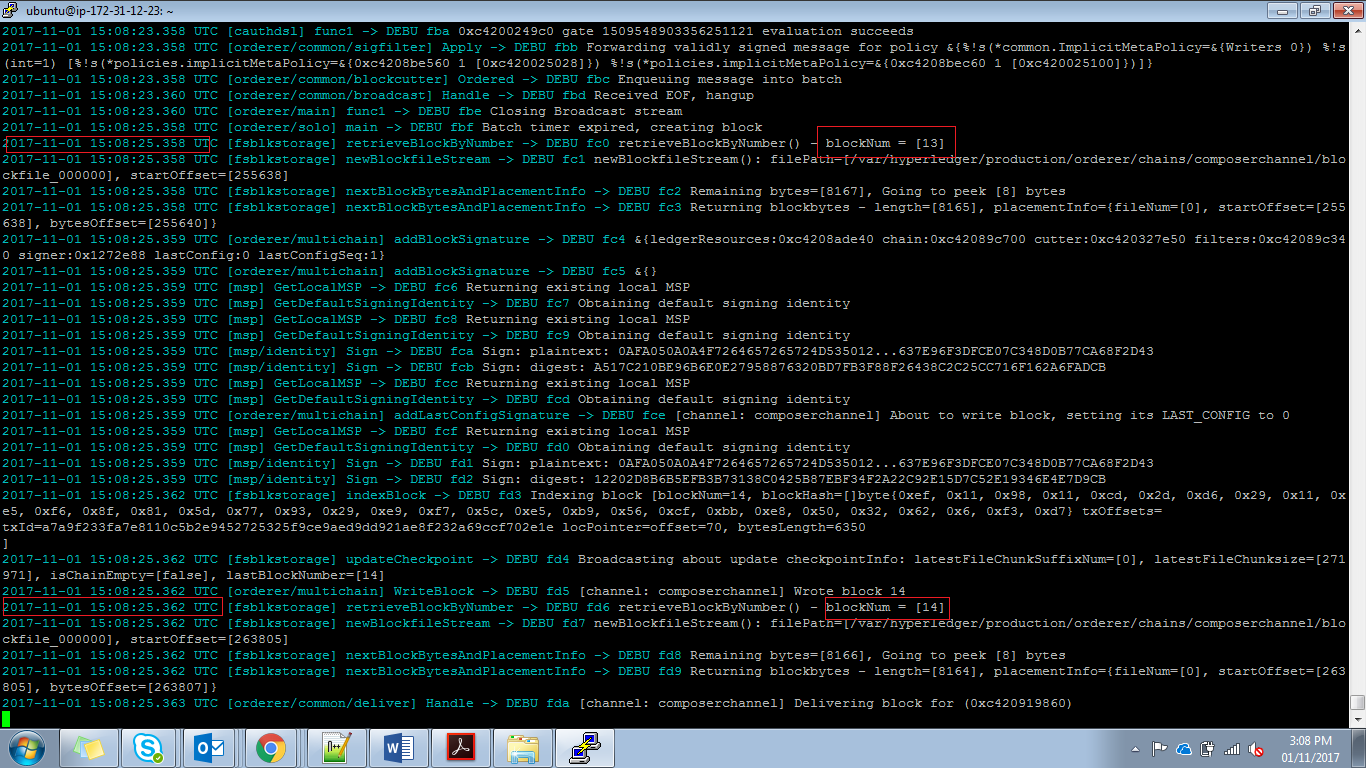 ubuntu@ip-172-31-12-23: ~
2017-11-01 15:08:23.358 UTC [cauthdsl] func1 -> DEBU fba 0xc4200249c0 gate 1509548903356251121 evaluation succeeds
2017-11-01 15:08:23.358 UTC [orderer/common/sigfilter] Apply -> DEBU fbb Forwarding validly signed message for policy &{%!s(*common.ImplicitMetaPolicy=&{Writers 0}) %!s
(int=1) [%!s(*policies.implicitMetaPolicy=&{0xc4208be560 1 [0xc420025028]}) %!s(*policies.implicitMetaPolicy=&{0xc4208bec60 1 [0xc420025100]})]}
2017-11-01 15:08:23.358 UTC [orderer/common/blockcutter] Ordered -> DEBU fbc Enqueuing message into batch
2017-11-01 15:08:23.360 UTC [orderer/common/broadcast] Handle -> DEBU fbd Received EOF, hangup
2017-11-01 15:08:23.360 UTC [orderer/main] func1 -> DEBU fbe Closing Broadcast stream
2017-11-01 15:08:25.358 UTC [orderer/solo] main -> DEBU fbf Batch timer expired, creating block
2017-11-01 15:08:25.358 UTC [fsblkstorage] retrieveBlockByNumber -> DEBU fc0 retrieveBlockByNumber() - blockNum = [13]
2017-11-01 15:08:25.358 UTC [fsblkstorage] newBlockfileStream -> DEBU fc1 newBlockfileStream(): filePath=[/var/hyperledger/production/orderer/chains/composerchannel/blo
ckfile_000000], startOffset=[255638]
2017-11-01 15:08:25.358 UTC [fsblkstorage] nextBlockBytesAndPlacementInfo -> DEBU fc2 Remaining bytes=[8167], Going to peek [8] bytes
2017-11-01 15:08:25.358 UTC [fsblkstorage] nextBlockBytesAndPlacementInfo -> DEBU fc3 Returning blockbytes - length=[8165], placementInfo={fileNum=[0], startOffset=[255
638], bytesOffset=[255640]}
2017-11-01 15:08:25.359 UTC [orderer/multichain] addBlockSignature -> DEBU fc4 &{ledgerResources:0xc4208ade40 chain:0xc42089c700 cutter:0xc420327e50 filters:0xc42089c34
0 signer:0x1272e88 lastConfig:0 lastConfigSeq:1}
2017-11-01 15:08:25.359 UTC [orderer/multichain] addBlockSignature -> DEBU fc5 &{}
2017-11-01 15:08:25.359 UTC [msp] GetLocalMSP -> DEBU fc6 Returning existing local MSP
2017-11-01 15:08:25.359 UTC [msp] GetDefaultSigningIdentity -> DEBU fc7 Obtaining default signing identity
2017-11-01 15:08:25.359 UTC [msp] GetLocalMSP -> DEBU fc8 Returning existing local MSP
2017-11-01 15:08:25.359 UTC [msp] GetDefaultSigningIdentity -> DEBU fc9 Obtaining default signing identity
2017-11-01 15:08:25.359 UTC [msp/identity] Sign -> DEBU fca Sign: plaintext: 0AFA050A0A4F7264657265724D535012...637E96F3DFCE07C348D0B77CA68F2D43
2017-11-01 15:08:25.359 UTC [msp/identity] Sign -> DEBU fcb Sign: digest: A517C210BE96B6E0E27958876320BD7FB3F88F26438C2C25CC716F162A6FADCB
2017-11-01 15:08:25.359 UTC [msp] GetLocalMSP -> DEBU fcc Returning existing local MSP
2017-11-01 15:08:25.359 UTC [msp] GetDefaultSigningIdentity -> DEBU fcd Obtaining default signing identity
2017-11-01 15:08:25.359 UTC [orderer/multichain] addLastConfigSignature -> DEBU fce [channel: composerchannel] About to write block, setting its LAST_CONFIG to 0
2017-11-01 15:08:25.359 UTC [msp] GetLocalMSP -> DEBU fcf Returning existing local MSP
2017-11-01 15:08:25.359 UTC [msp] GetDefaultSigningIdentity -> DEBU fd0 Obtaining default signing identity
2017-11-01 15:08:25.359 UTC [msp/identity] Sign -> DEBU fd1 Sign: plaintext: 0AFA050A0A4F7264657265724D535012...637E96F3DFCE07C348D0B77CA68F2D43
2017-11-01 15:08:25.359 UTC [msp/identity] Sign -> DEBU fd2 Sign: digest: 12202D8B6B5EFB3B73138C0425B87EBF34F2A22C92E15D7C52E19346E4E7D9CB
2017-11-01 15:08:25.362 UTC [fsblkstorage] indexBlock -> DEBU fd3 Indexing block [blockNum=14, blockHash=[]byte{0xef, 0x11, 0x98, 0x11, 0xcd, 0x2d, 0xd6, 0x29, 0x11, 0x
e5, 0xf6, 0x8f, 0x81, 0x5d, 0x77, 0x93, 0x29, 0xe9, 0xf7, 0x5c, 0xe5, 0xb9, 0x56, 0xcf, 0xbb, 0xe8, 0x50, 0x32, 0x62, 0x6, 0xf3, 0xd7} txOffsets=
txId=a7a9f233fa7e8110c5b2e9452725325f9ce9aed9dd921ae8f232a69ccf702e1e locPointer=offset=70, bytesLength=6350
]
2017-11-01 15:08:25.362 UTC [fsblkstorage] updateCheckpoint -> DEBU fd4 Broadcasting about update checkpointInfo: latestFileChunkSuffixNum=[0], latestFileChunksize=[271
971], isChainEmpty=[false], lastBlockNumber=[14]
2017-11-01 15:08:25.362 UTC [orderer/multichain] WriteBlock -> DEBU fd5 [channel: composerchannel] Wrote block 14
2017-11-01 15:08:25.362 UTC [fsblkstorage] retrieveBlockByNumber -> DEBU fd6 retrieveBlockByNumber() - blockNum = [14]
2017-11-01 15:08:25.362 UTC [fsblkstorage] newBlockfileStream -> DEBU fd7 newBlockfileStream(): filePath=[/var/hyperledger/production/orderer/chains/composerchannel/blo
ckfile_000000], startOffset=[263805]
2017-11-01 15:08:25.362 UTC [fsblkstorage] nextBlockBytesAndPlacementInfo -> DEBU fd8 Remaining bytes=[8166], Going to peek [8] bytes
2017-11-01 15:08:25.362 UTC [fsblkstorage] nextBlockBytesAndPlacementInfo -> DEBU fd9 Returning blockbytes - length=[8164], placementInfo={fileNum=[0], startOffset=[263
805], bytesOffset=[263807]}
2017-11-01 15:08:25.363 UTC [orderer/common/deliver] Handle -> DEBU fda [channel: composerchannel] Delivering block for (0xc420919860)
3:08 PM
01/11/2017